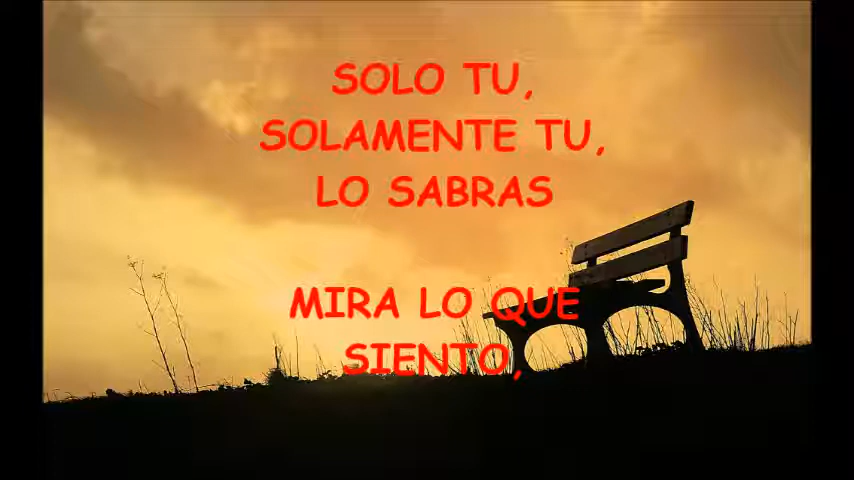 SOLO TU,
SOLAMENTE TU,
LO SABRAS
MIRA LO QUE
SIENTO,